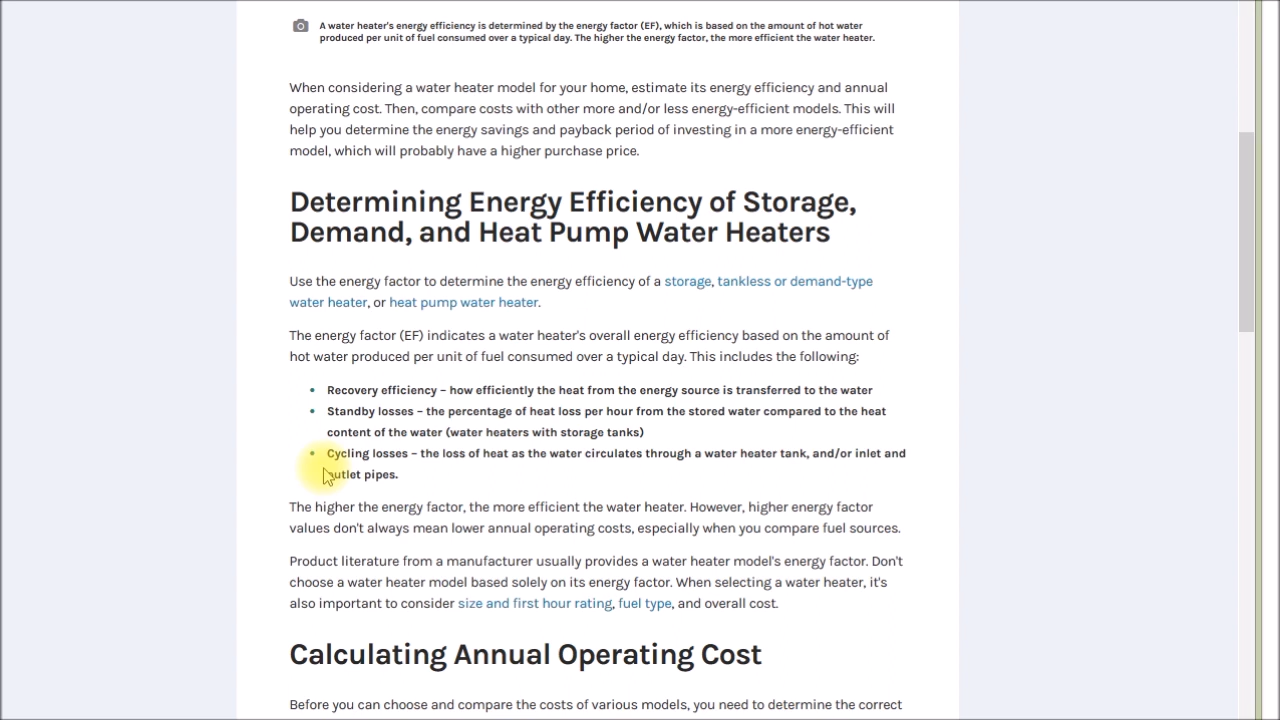 A water heater's energy efficiency is determined by the energy factor (EF), which is based on the amount of hot water
produced per unit of fuel consumed over a typical day. The higher the energy factor, the more efficient the water heater.
When considering a water heater model for your home, estimate its energy efficiency and annual
operating cost. Then, compare costs with other more and/or less energy-efficient models. This will
help you determine the energy savings and payback period of investing in a more energy-efficient
model, which will probably have a higher purchase price.
Determining Energy Efficiency of Storage,
Demand, and Heat Pump Water Heaters
Use the energy factor to determine the energy efficiency of a storage, tankless or demand-type
water heater, or heat pump water heater.
The energy factor (EF) indicates a water heater's overall energy efficiency based on the amount of
hot water produced per unit of fuel consumed over a typical day. This includes the following:
• Recovery efficiency – how efficiently the heat from the energy source is transferred to the water
• Standby losses – the percentage of heat loss per hour from the stored water compared to the heat
content of the water (water heaters with storage tanks)
• Cycling losses – the loss of heat as the water circulates through a water heater tank, and/or inlet and
outlet pipes.
The higher the energy factor, the more efficient the water heater. However, higher energy factor
values don't always mean lower annual operating costs, especially when you compare fuel sources.
Product literature from a manufacturer usually provides a water heater model's energy factor. Don't
choose a water heater model based solely on its energy factor. When selecting a water heater, it's
also important to consider size and first hour rating, fuel type, and overall cost.
Calculating Annual Operating Cost
Before you can choose and compare the costs of various models, you need to determine the correct